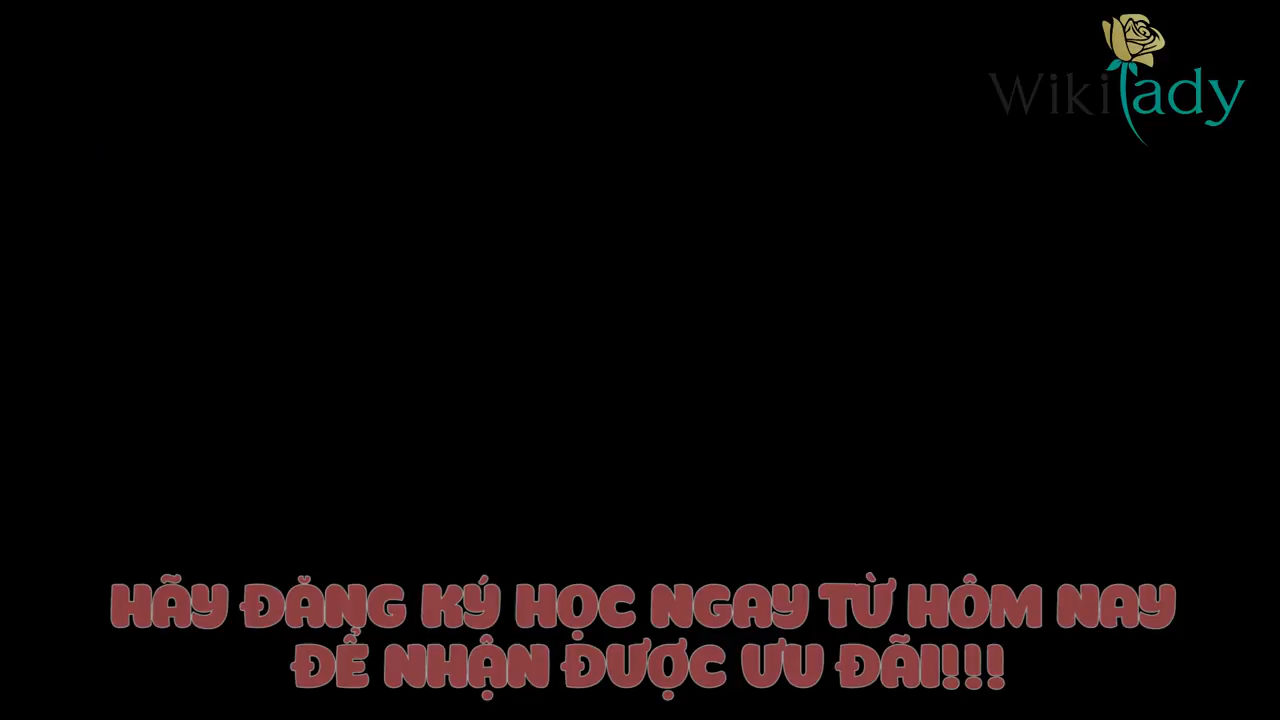 WikiLady
HÃY ĐĂNG KÝ HỌC NGAY TỪ HÔM NAY
ĐỂ NHẬN ĐƯỢC ƯU ĐÃI!!!